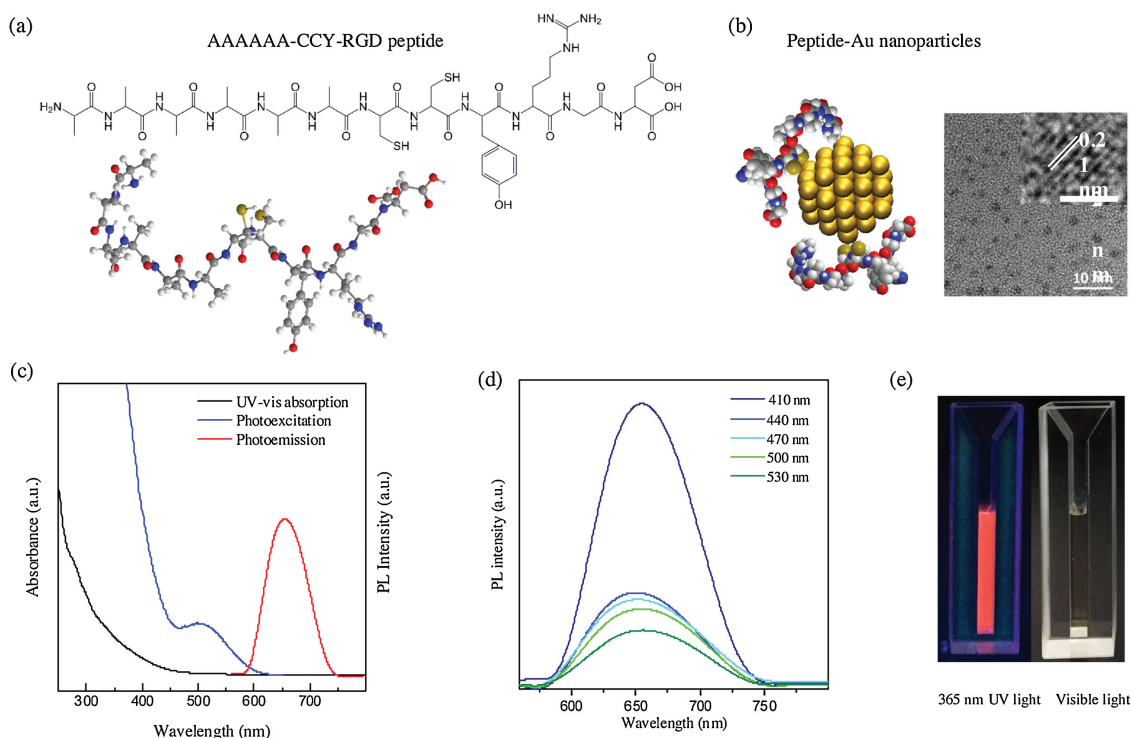 (a)
AAAAAA-CCY-RGD peptide
HN NH₂
NH
O
SH
O
O
O
O
O
O
OH
H₂N
N
H
O
H
N
O
N
H
O
H
N
O
N
H
O
H
N
O
N
H
O
H
N
OH
O
SH
OH
(b)
Peptide-Au nanoparticles
0.2
1
nm
n
m
10 nm
(c)
UV-vis absorption
Photoexcitation
Photoemission
Absorbance (a.u.)
PL Intensity (a.u.)
300 400 500 600 700
Wavelength (nm)
(d)
410 nm
440 nm
470 nm
500 nm
530 nm
PL intensity (a.u.)
600 650 700 750
Wavelength (nm)
(e)
365 nm UV light Visible light